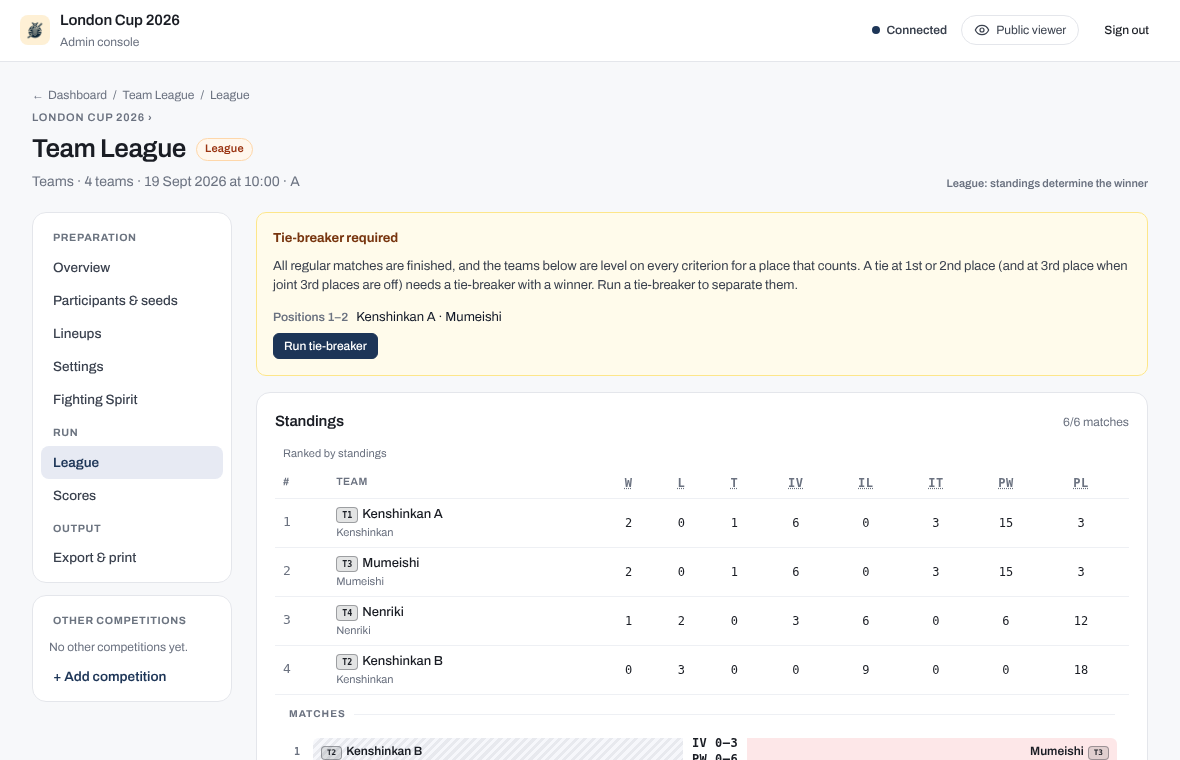 London Cup 2026
Admin console
Connected
Public viewer
Sign out
← Dashboard / Team League / League
LONDON CUP 2026 ›
Team League
League
Teams · 4 teams · 19 Sept 2026 at 10:00 · A
League: standings determine the winner
PREPARATION
Overview
Participants & seeds
Lineups
Settings
Fighting Spirit
RUN
League
Scores
OUTPUT
Export & print
OTHER COMPETITIONS
No other competitions yet.
+ Add competition
Tie-breaker required
All regular matches are finished, and the teams below are level on every criterion for a place that counts. A tie at 1st or 2nd place (and at 3rd place when
joint 3rd places are off) needs a tie-breaker with a winner. Run a tie-breaker to separate them.
Positions 1–2 Kenshinkan A · Mumeishi
Run tie-breaker
Standings
6/6 matches
Ranked by standings
# TEAM W L T IV IL IT PW PL
1 T1 Kenshinkan A 2 0 1 6 0 3 15 3
Kenshinkan
2 T3 Mumeishi 2 0 1 6 0 3 15 3
Mumeishi
3 T4 Nenriki 1 2 0 3 6 0 6 12
Nenriki
4 T2 Kenshinkan B 0 3 0 0 9 0 0 18
Kenshinkan
MATCHES
1 T2 Kenshinkan B IV 0–3 Mumeishi T3
PW 0–6